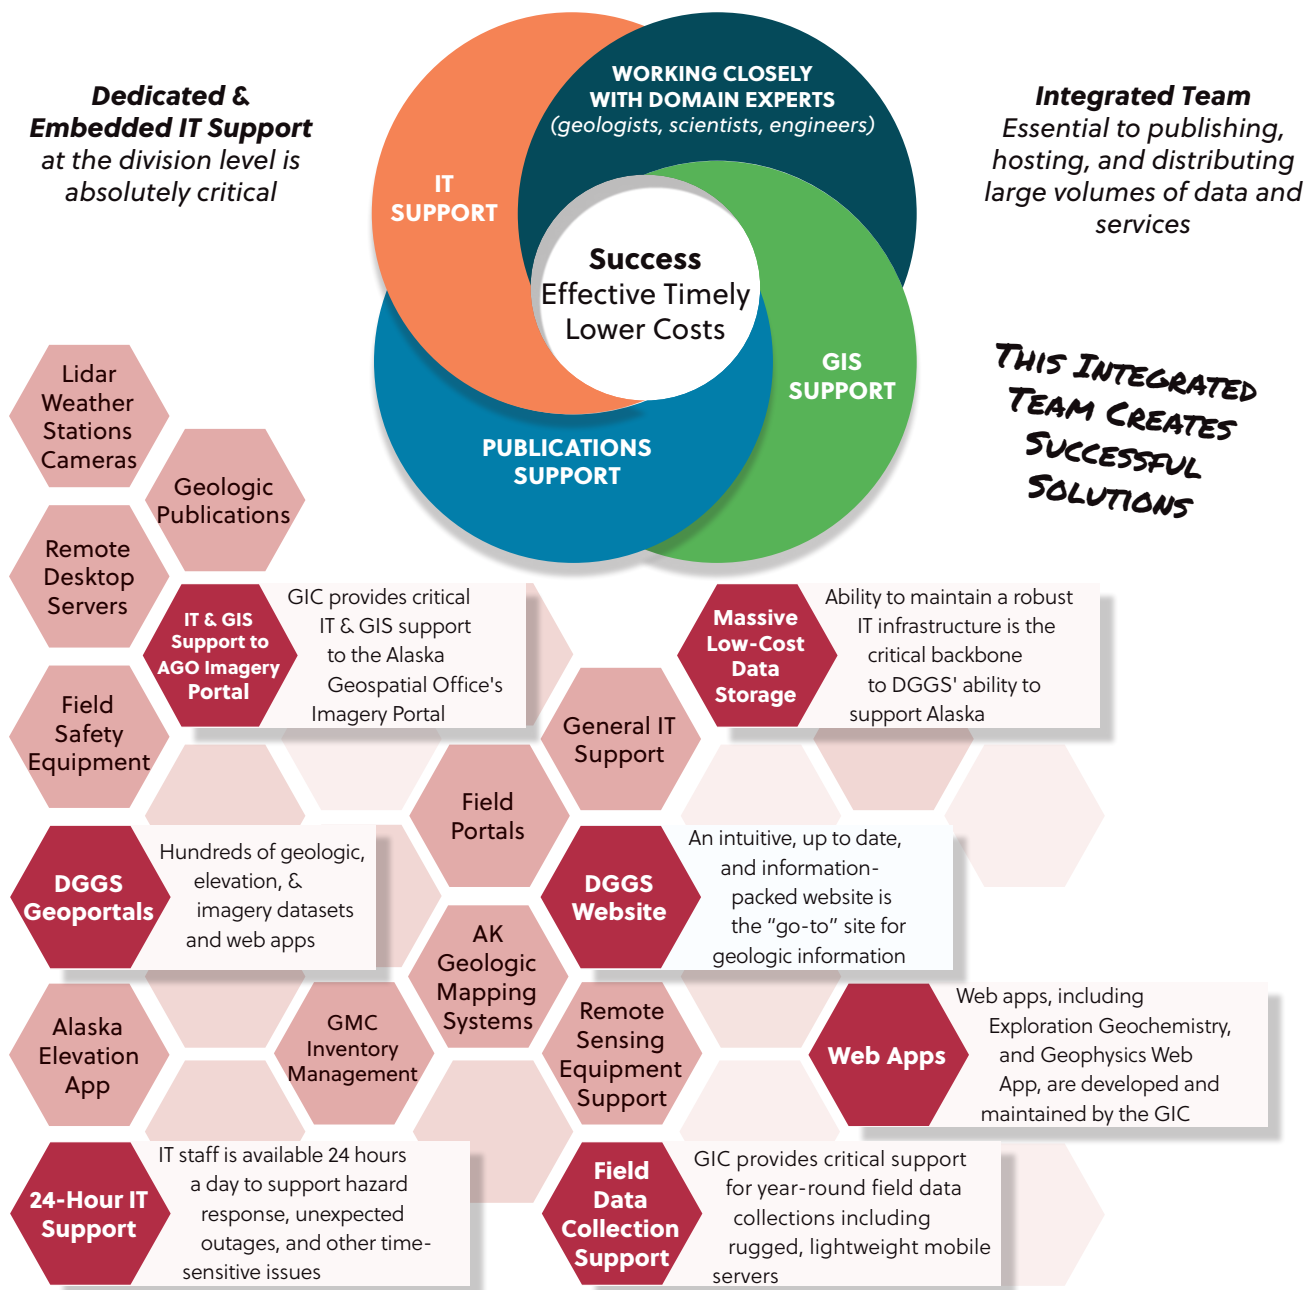 Dedicated &
Embedded IT Support
at the division level is
absolutely critical
WORKING CLOSELY
WITH DOMAIN EXPERTS
(geologists, scientists, engineers)
IT
SUPPORT
Success
Effective Timely
Lower Costs
GIS
SUPPORT
PUBLICATIONS
SUPPORT
Integrated Team
Essential to publishing,
hosting, and distributing
large volumes of data and
services
THIS INTEGRATED
TEAM CREATES
SUCCESSFUL
SOLUTIONS
Lidar
Weather
Stations
Cameras
Geologic
Publications
Remote
Desktop
Servers
IT & GIS
Support to
AGO Imagery
Portal
GIC provides critical
IT & GIS support
to the Alaska
Geospatial Office's
Imagery Portal
Massive
Low-Cost
Data
Storage
Ability to maintain a robust
IT infrastructure is the
critical backbone
to DGGS' ability to
support Alaska
Field
Safety
Equipment
General IT
Support
Field
Portals
DGGS
Geoportals
Hundreds of geologic,
elevation, &
imagery datasets
and web apps
DGGS
Website
An intuitive, up to date,
and information-
packed website is
the “go-to” site for
geologic information
AK
Geologic
Mapping
Systems
Alaska
Elevation
App
GMC
Inventory
Management
Remote
Sensing
Equipment
Support
Web Apps
Web apps, including
Exploration Geochemistry,
and Geophysics Web
App, are developed and
maintained by the GIC
24-Hour IT
Support
IT staff is available 24 hours
a day to support hazard
response, unexpected
outages, and other time-
sensitive issues
Field
Data
Collection
Support
GIC provides critical support
for year-round field data
collections including
rugged, lightweight mobile
servers